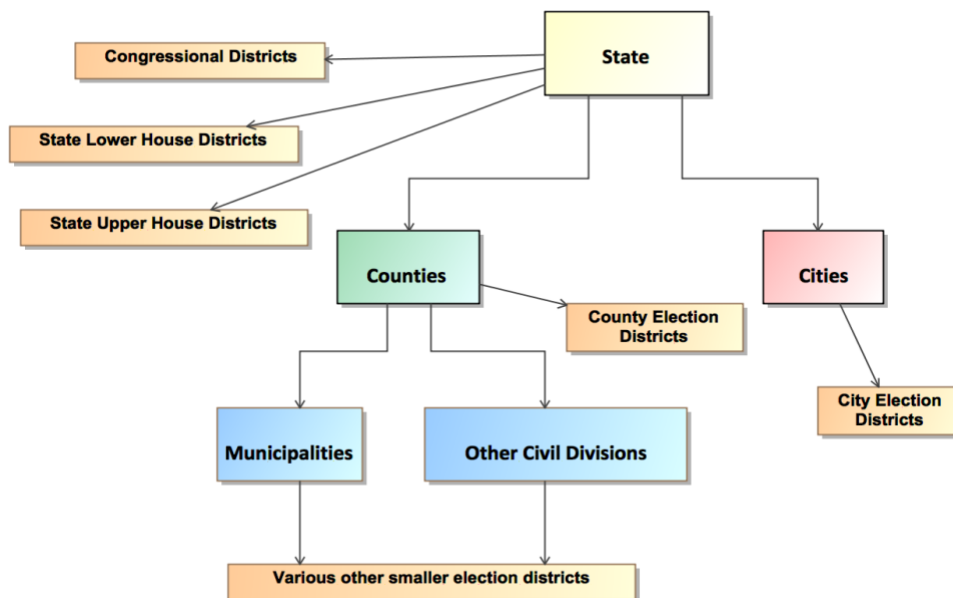 State
Congressional Districts
State Lower House Districts
State Upper House Districts
Counties
Cities
County Election
Districts
City Election
Districts
Municipalities
Other Civil Divisions
Various other smaller election districts